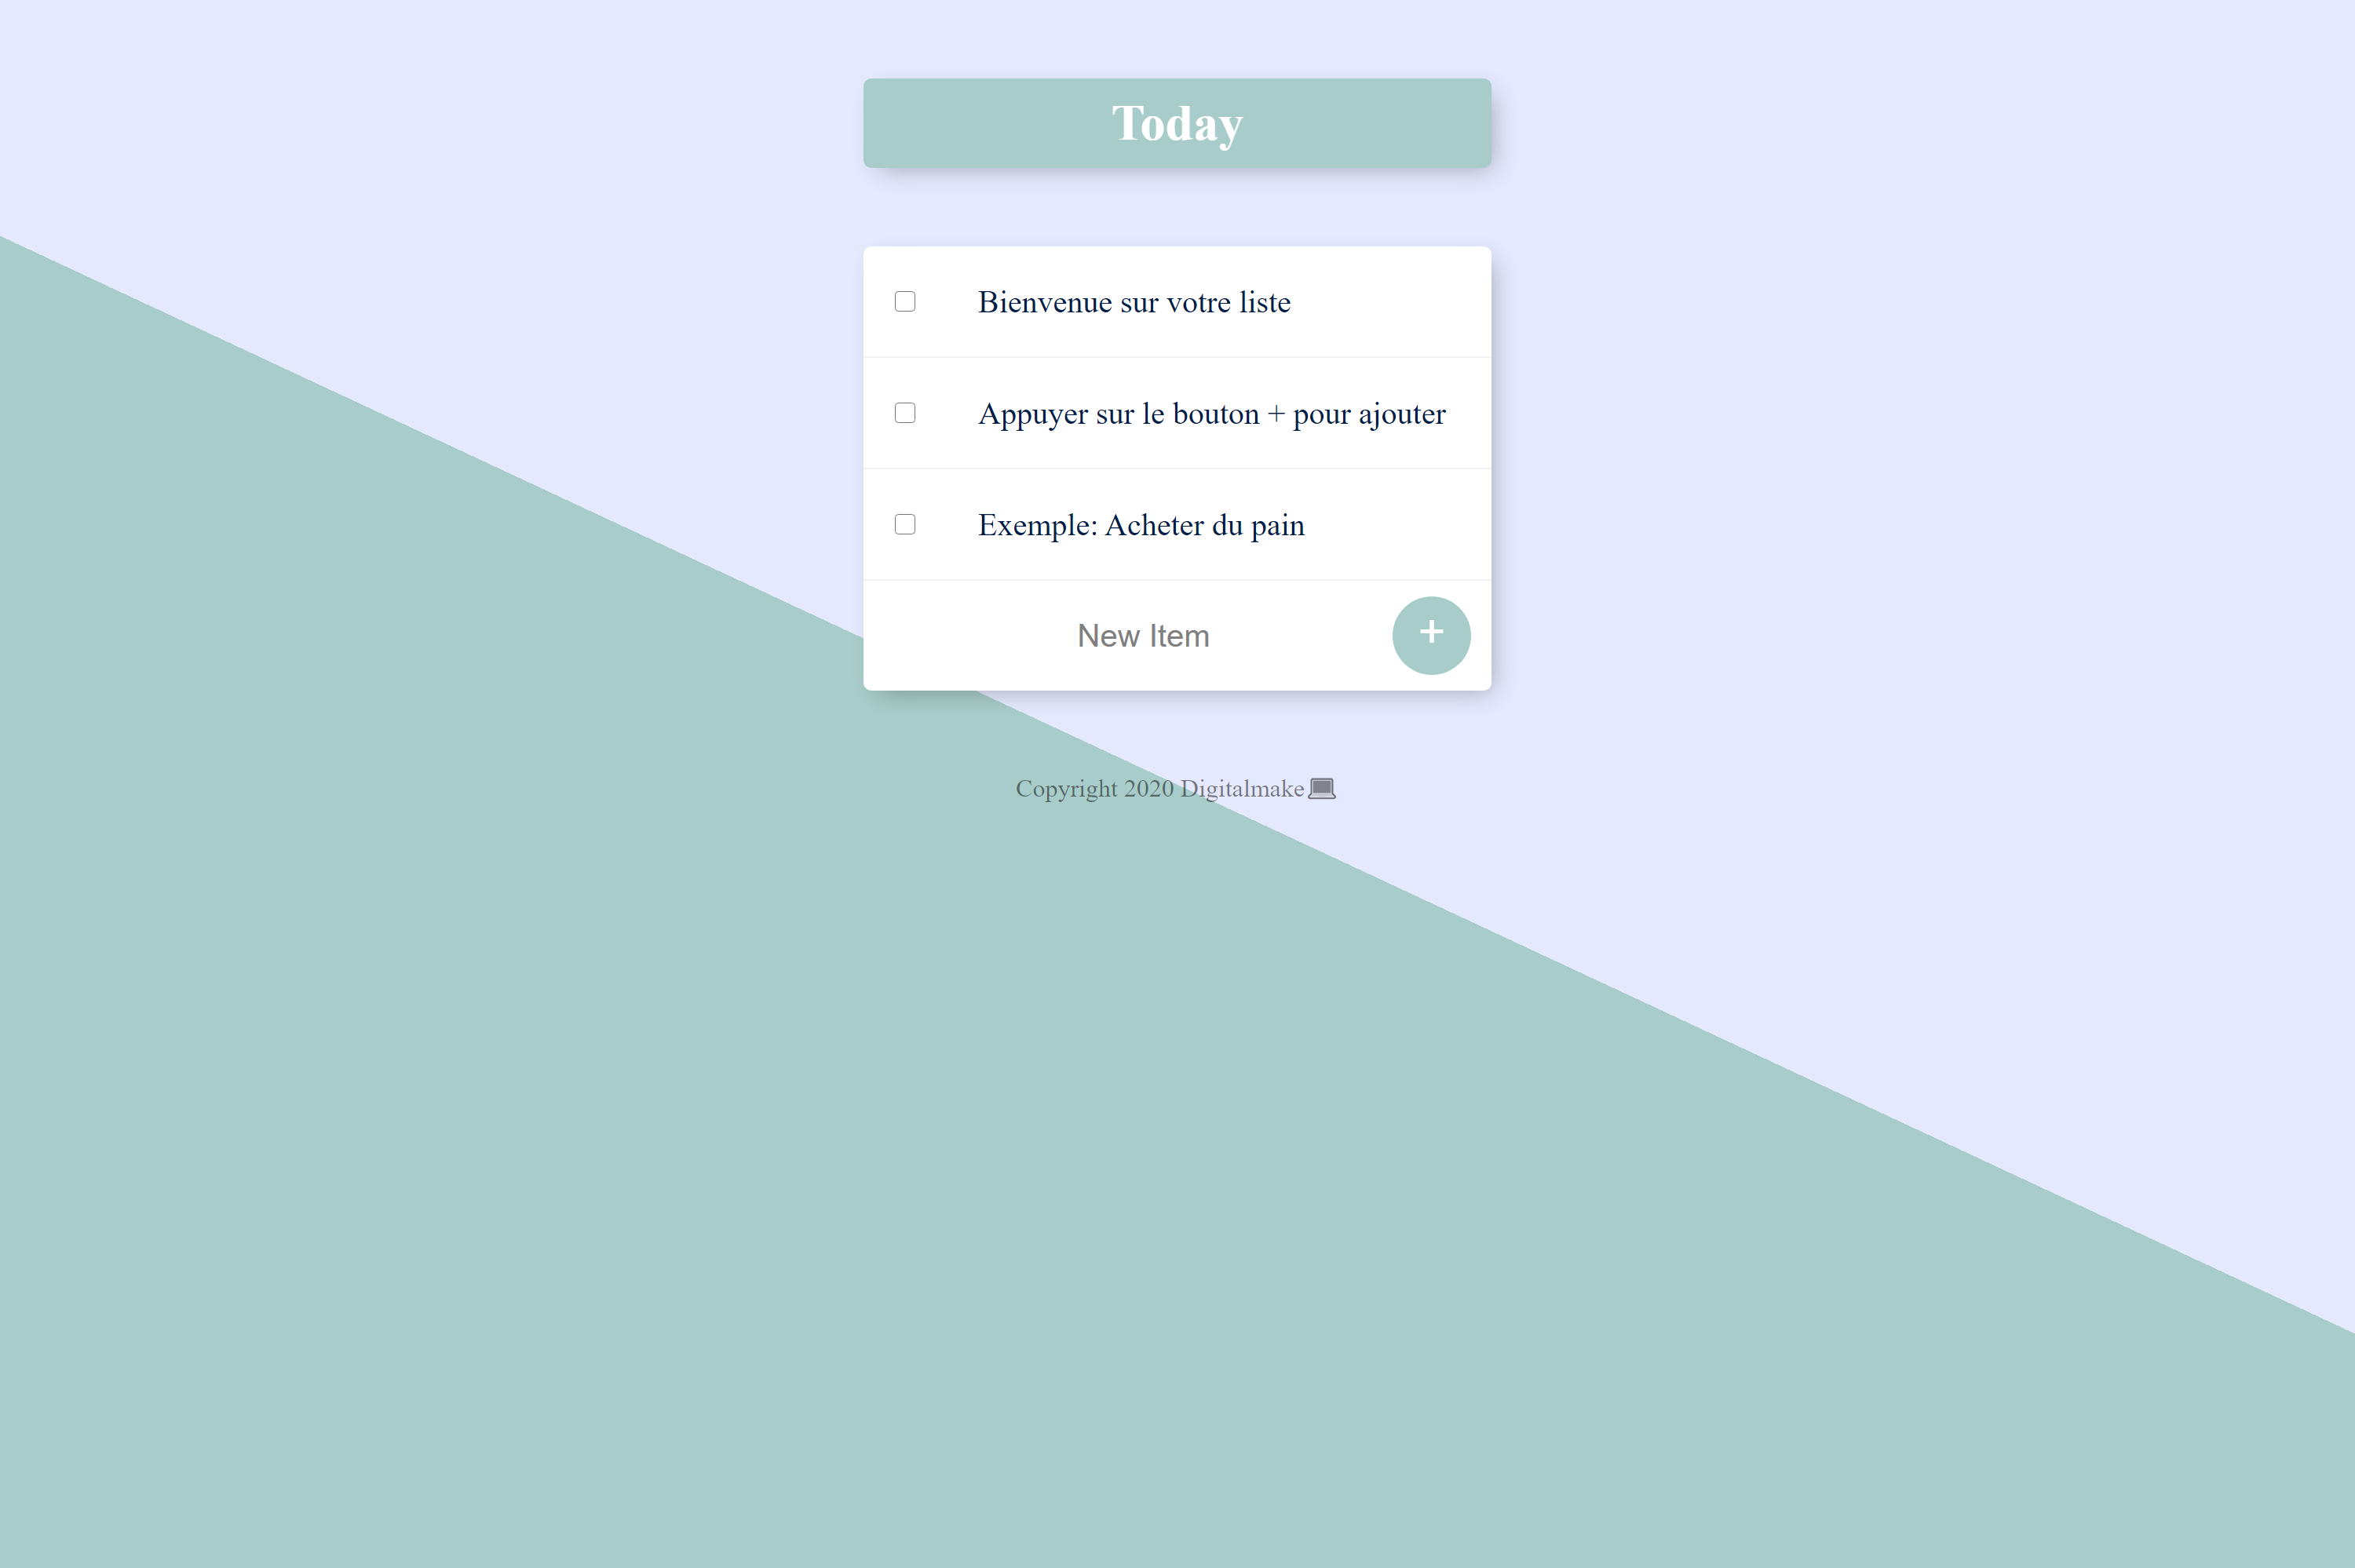 Today
Bienvenue sur votre liste
Appuyer sur le bouton + pour ajouter
Exemple: Acheter du pain
New Item
+
Copyright 2020 Digitalmake💻